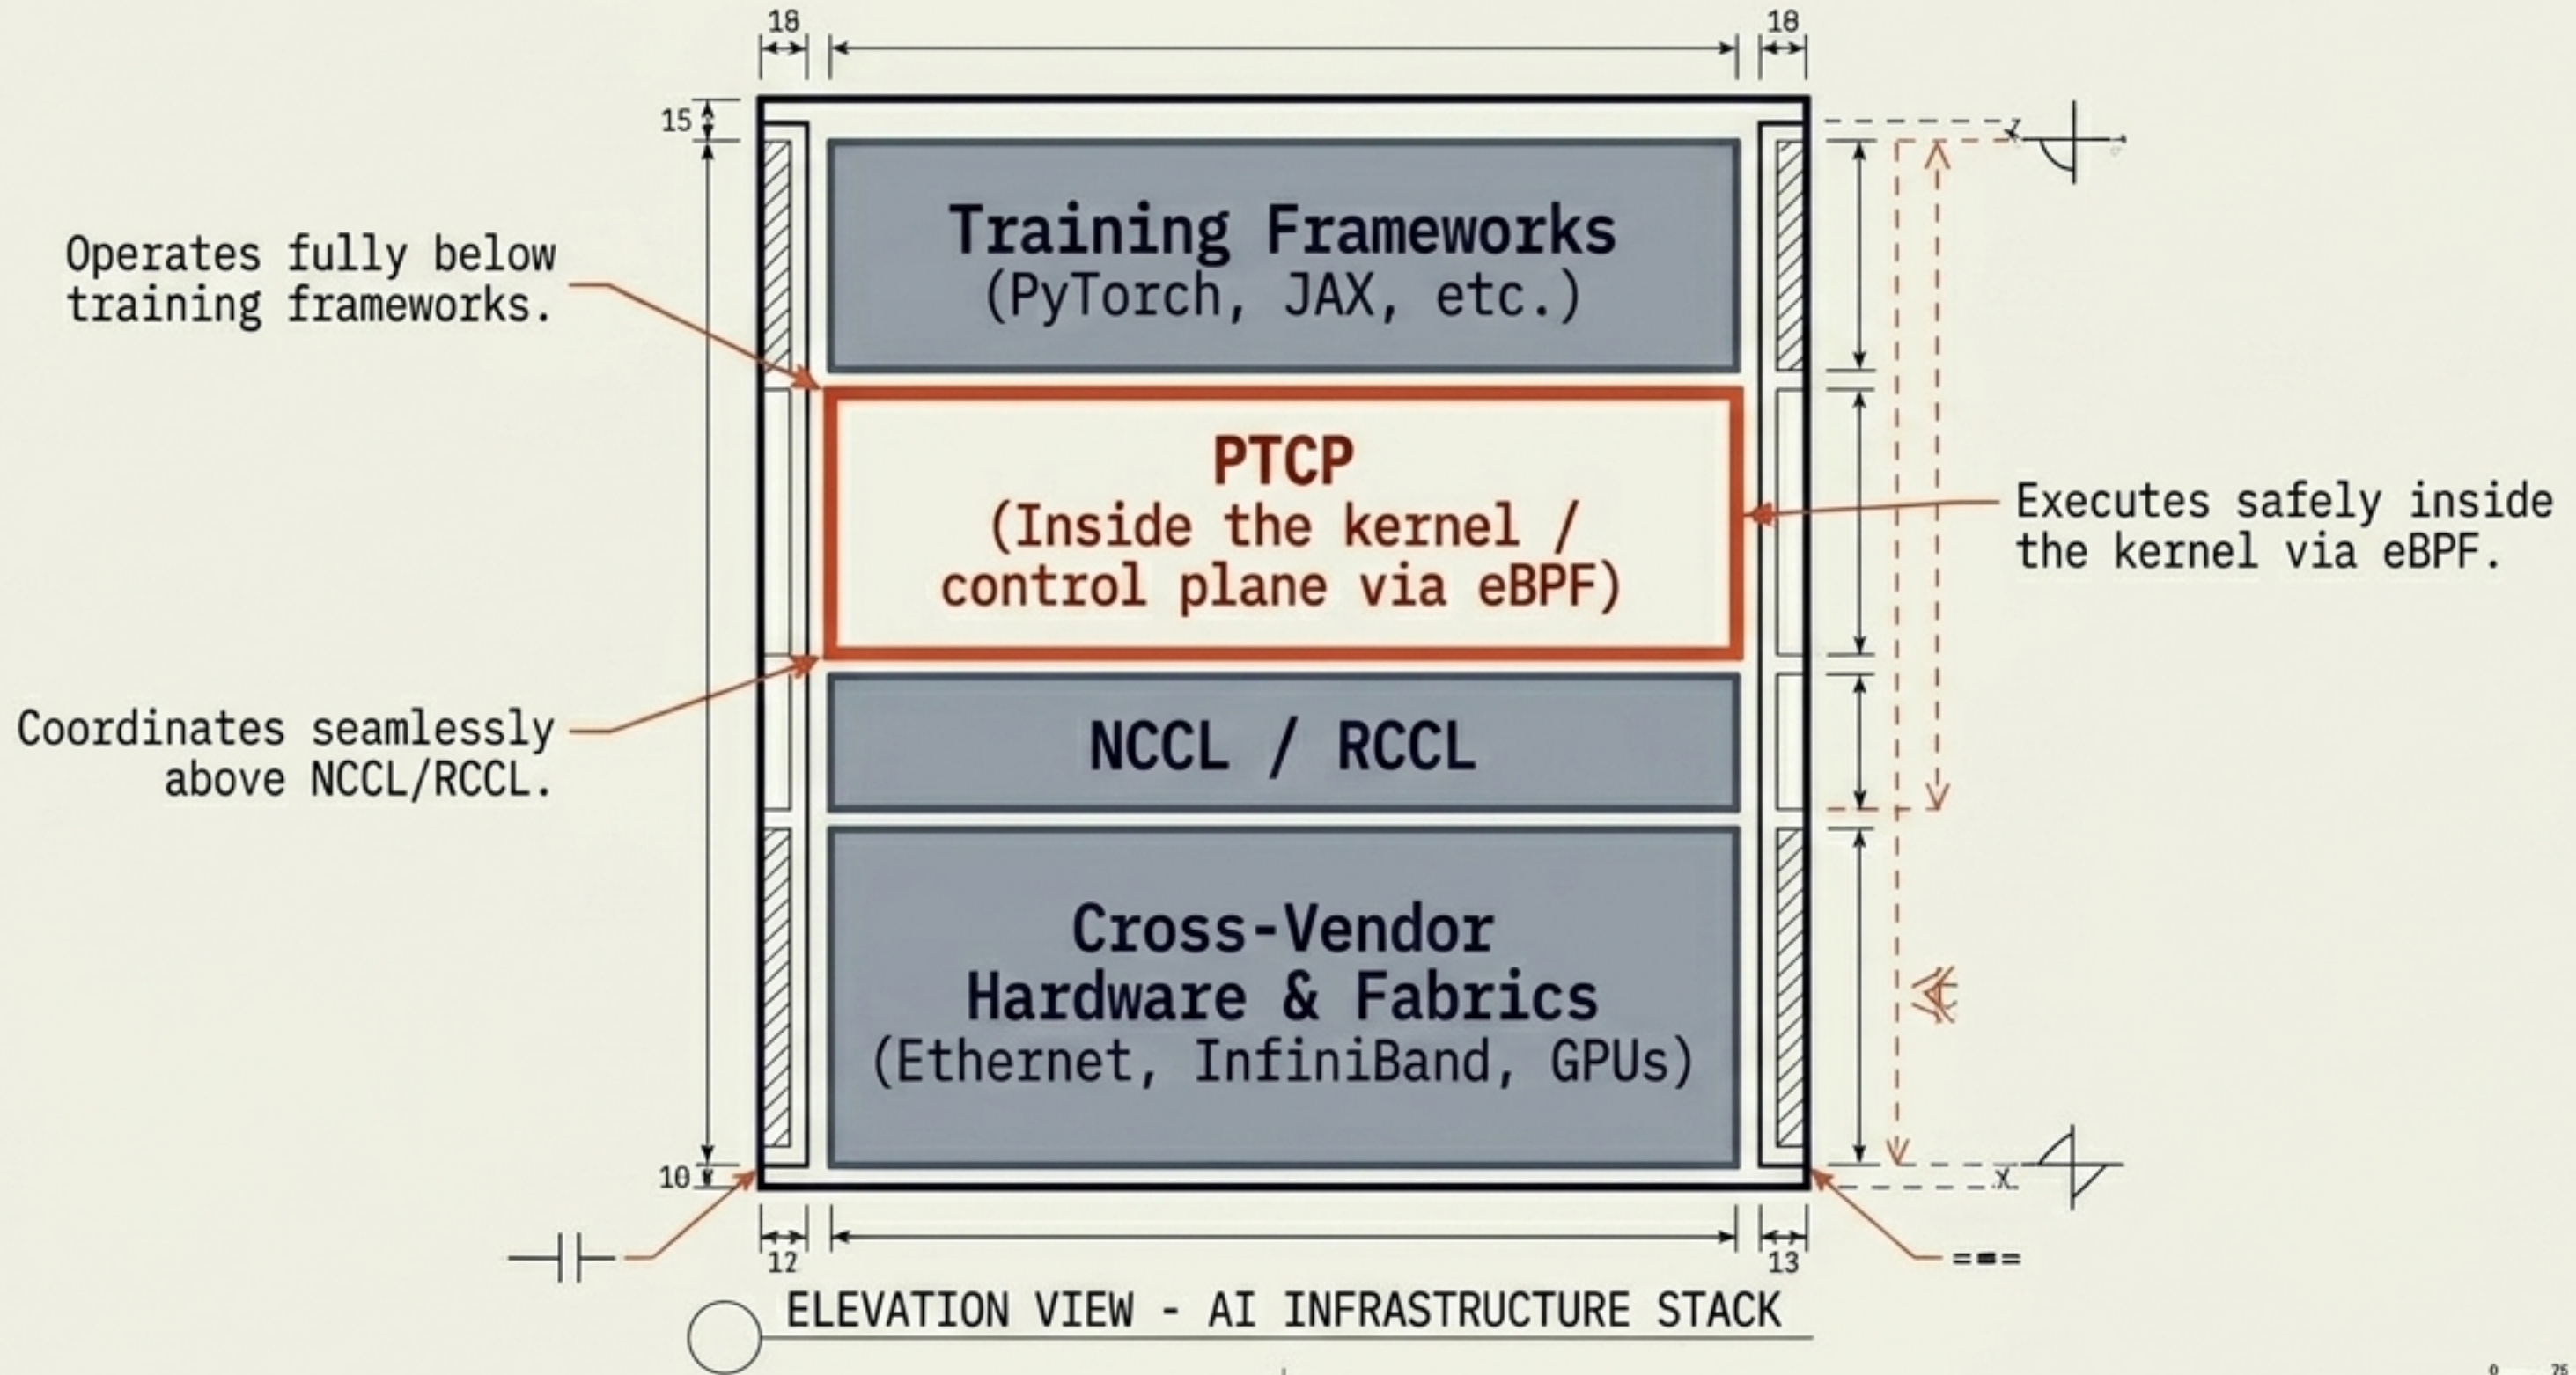 18
18
15
Training Frameworks
(PyTorch, JAX, etc.)
Operates fully below
training frameworks.
PTCP
(Inside the kernel /
control plane via eBPF)
Executes safely inside
the kernel via eBPF.
Coordinates seamlessly
above NCCL/RCCL.
NCCL / RCCL
Cross-Vendor
Hardware & Fabrics
(Ethernet, InfiniBand, GPUs)
10
12
13
ELEVATION VIEW - AI INFRASTRUCTURE STACK
0 75